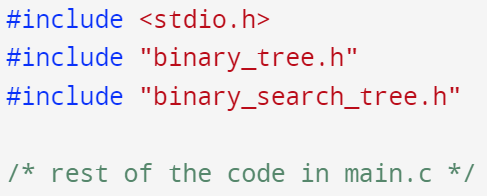 #include <stdio.h>
#include "binary_tree.h"
#include "binary_search_tree.h"
/* rest of the code in main.c */